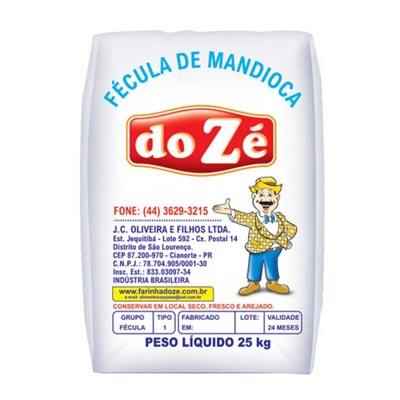 FÉCULA DE MANDIOCA
do Zé
FONE: (44) 3629-3215
J.C. OLIVEIRA E FILHOS LTDA.
Est. Jequitibá - Lote 592 - Cx. Postal 14
Distrito de São Lourenço.
CEP 87.200-970 - Cianorte - PR
C.N.P.J.: 78.704.905/0001-30
Insc. Est.: 833.03097-34
INDÚSTRIA BRASILEIRA
www.farinhadoze.com.br
CONSERVAR EM LOCAL SECO, FRESCO E AREJADO.
GRUPO TIPO FABRICADO LOTE: VALIDADE
FÉCULA 1 EM: 24 MESES
PESO LÍQUIDO 25 kg